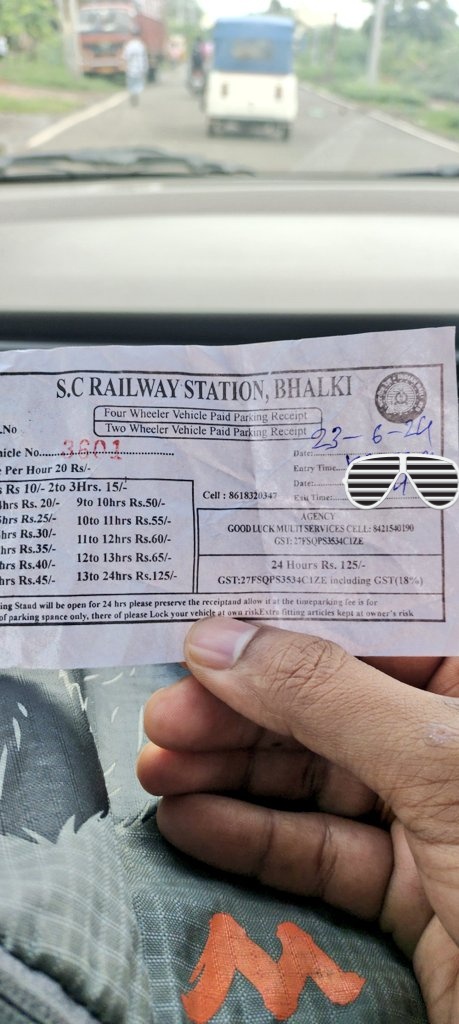 S.C RAILWAY STATION, BHALKI
Four Wheeler Vehicle Paid Parking Receipt
Two Wheeler Vehicle Paid Parking Receipt
.No
hicle No. 3601
Date: 23-6-24
e Per Hour 20 Rs/-
Entry Time
Date:
Exit Time
Rs 10/- 2to 3Hrs. 15/-
hrs Rs. 20/- 9to 10hrs Rs.50/-
hrs Rs.25/- 10to 11hrs Rs.55/-
hrs Rs.30/- 11to 12hrs Rs.60/-
hrs Rs.35/- 12to 13hrs Rs.65/-
hrs Rs.40/- 13to 24hrs Rs.125/-
hrs Rs.45/-
Cell : 8618320347
AGENCY
GOOD LUCK MULTI SERVICES CELL: 8421540190
GST: 27FSQPS3534C1ZE
24 Hours Rs. 125/-
GST:27FSQPS3534C1ZE including GST(18%)
ing Stand will be open for 24 hrs please preserve the receiptand allow it at the timeparking fee is for
of parking spance only, there of please Lock your vehicle at own riskExtro fitting articles kept at owner's risk